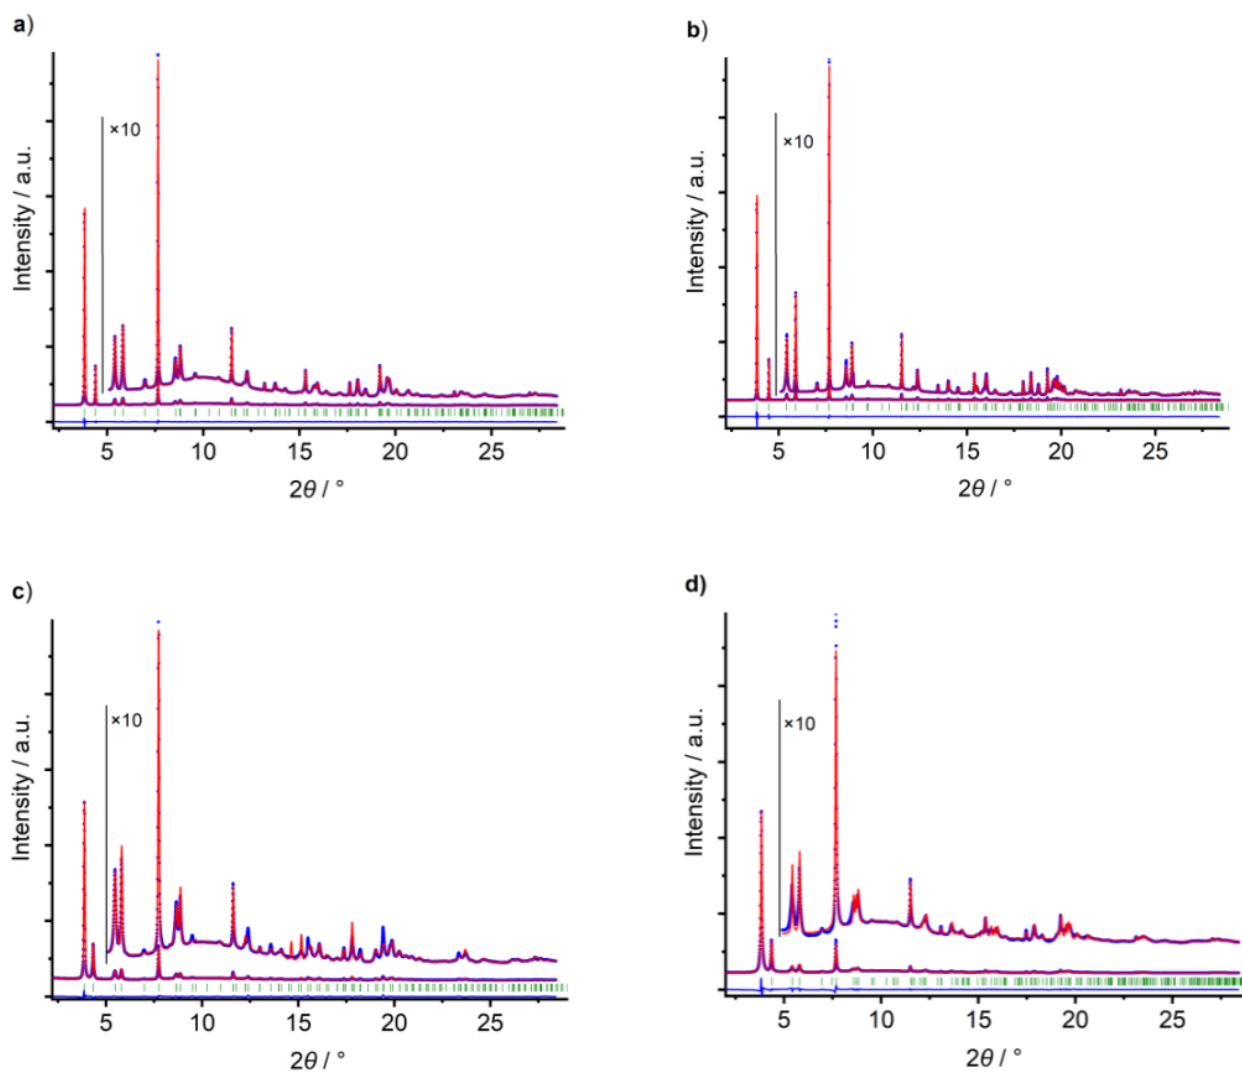 a)
Intensity / a.u.
×10
5 10 15 20 25
2θ / °
b)
Intensity / a.u.
×10
5 10 15 20 25
2θ / °
c)
Intensity / a.u.
×10
5 10 15 20 25
2θ / °
d)
Intensity / a.u.
×10
5 10 15 20 25
2θ / °